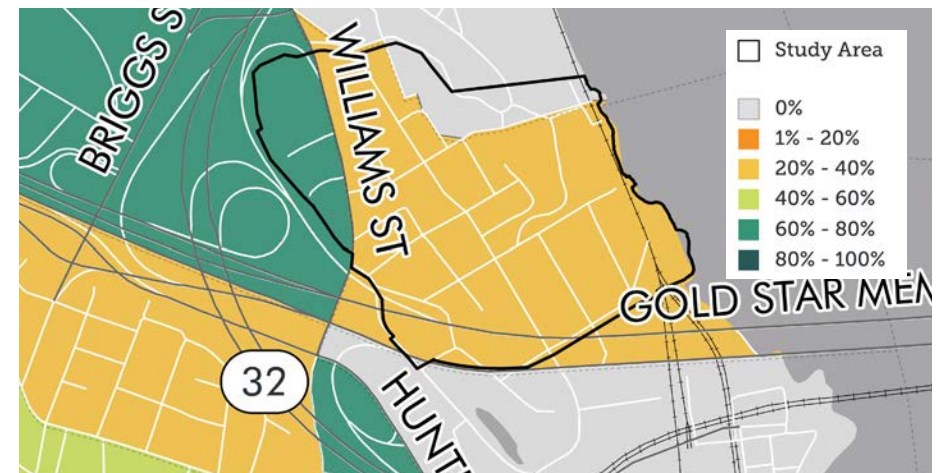 BRIGGS S
WILLIAMS ST
Study Area
0%
1% - 20%
20% - 40%
40% - 60%
60% - 80%
80% - 100%
GOLD STAR MEM
32
HUNT